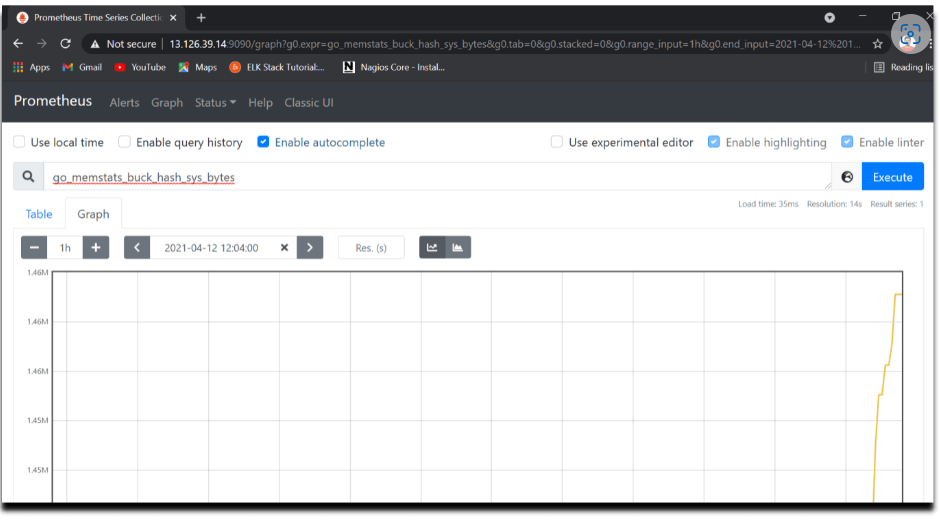 Prometheus Time Series Collectic
Not secure | 13.126.39.14:9090/graph?g0.expr=go_memstats_buck_hash_sys_bytes&g0.tab=0&g0.stacked=0&g0.range_input=1h&g0.end_input=2021-04-12%201...
Apps Gmail YouTube Maps ELK Stack Tutorial:... Nagios Core - Instal... Reading lis
Prometheus Alerts Graph Status Help Classic UI
Use local time Enable query history Enable autocomplete Use experimental editor Enable highlighting Enable linter
go_memstats_buck_hash_sys_bytes Execute
Load time: 35ms Resolution: 14s Result series: 1
Table Graph
1h 2021-04-12 12:04:00 Res. (s)
1.46M
1.46M
1.46M
1.45M
1.45M